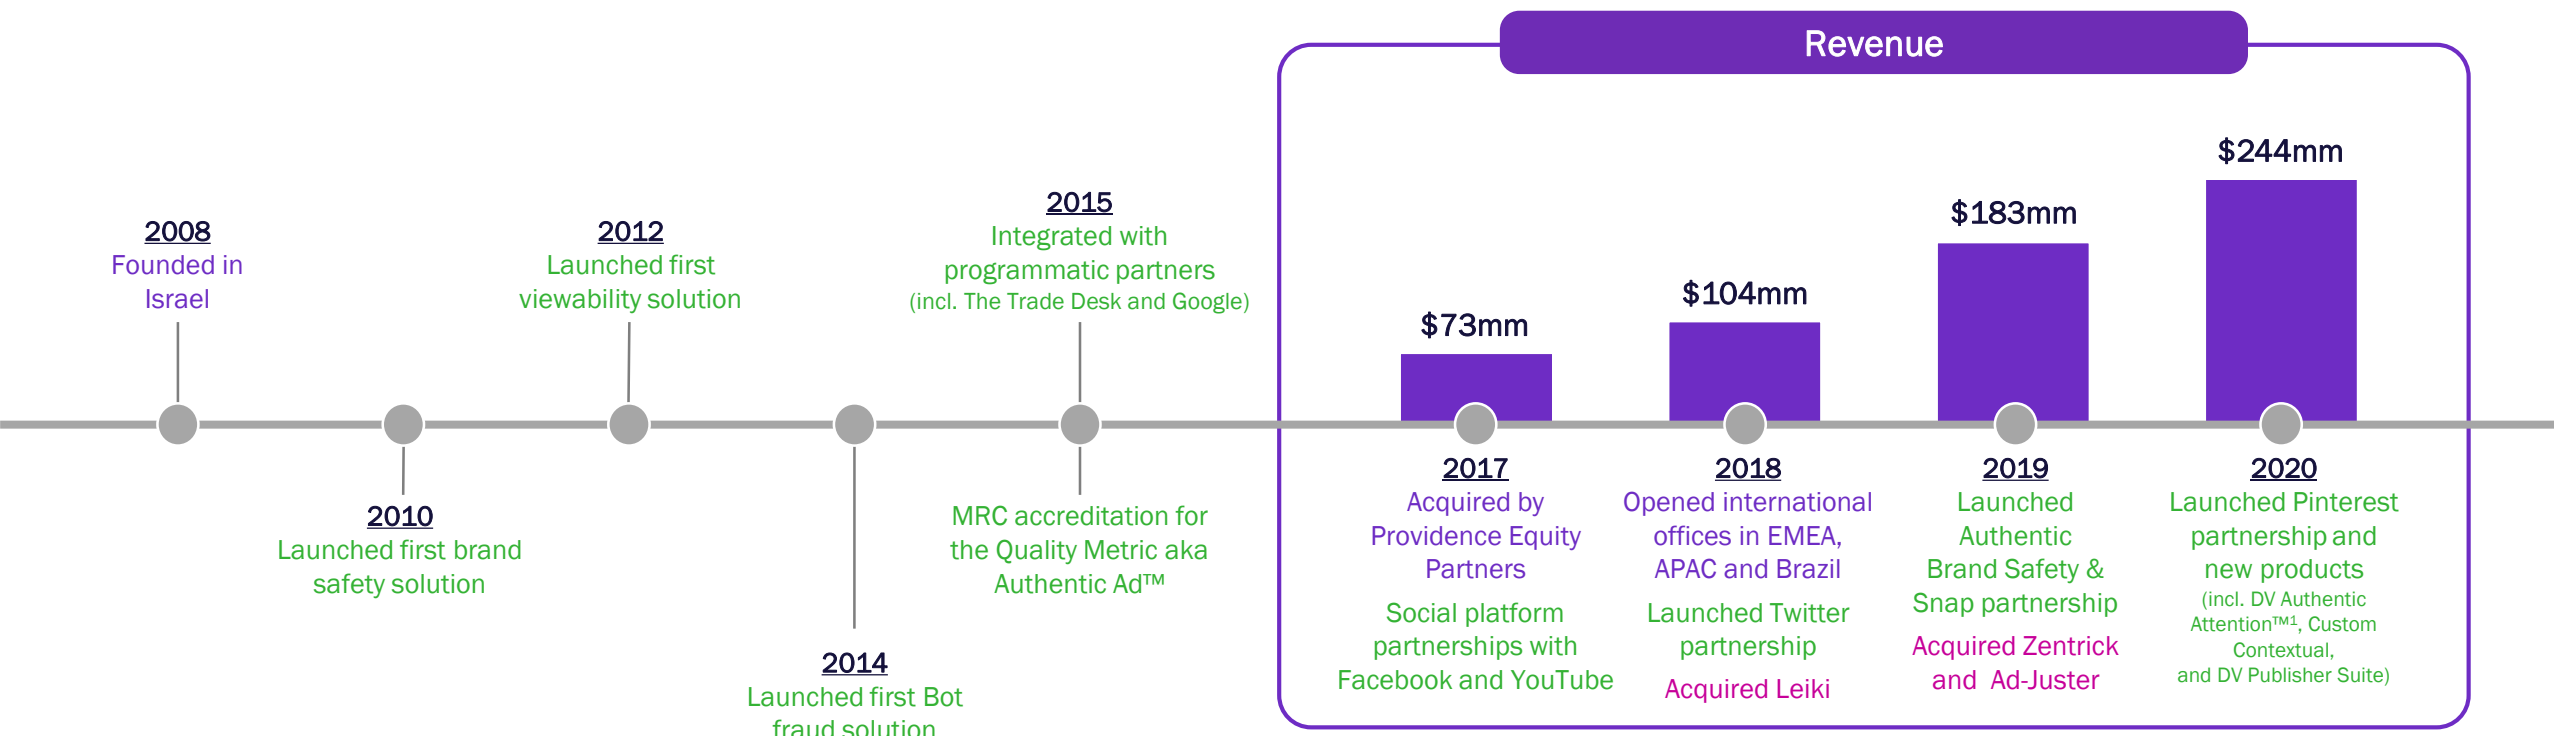 Revenue
2008
Founded in
Israel
2010
Launched first brand
safety solution
2012
Launched first
viewability solution
2014
Launched first Bot
fraud solution
2015
Integrated with
programmatic partners
(incl. The Trade Desk and Google)
MRC accreditation for
the Quality Metric aka
Authentic Ad™
$73mm
2017
Acquired by
Providence Equity
Partners
Social platform
partnerships with
Facebook and YouTube
$104mm
2018
Opened international
offices in EMEA,
APAC and Brazil
Launched Twitter
partnership
Acquired Leiki
$183mm
2019
Launched
Authentic
Brand Safety &
Snap partnership
Acquired Zentrick
and Ad-Juster
$244mm
2020
Launched Pinterest
partnership and
new products
(incl. DV Authentic
Attention™¹, Custom
Contextual,
and DV Publisher Suite)